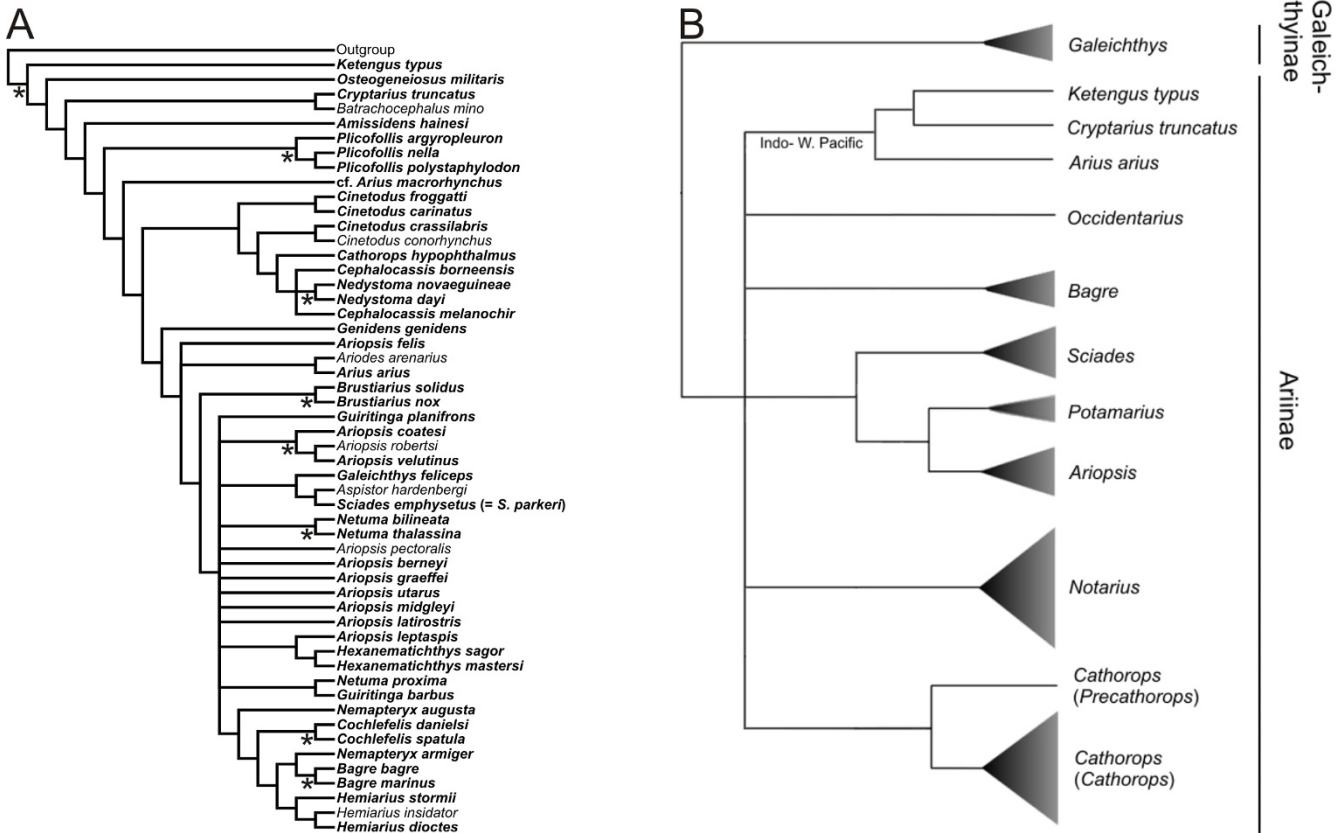 A
Outgroup
Ketengus typus
Osteogeneiosus militaris
Cryptarius truncatus
Batrachocephalus mino
Amissidens hainesi
Plicofollis argyropleuron
*
Plicofollis nella
Plicofollis polystaphylodon
cf. Arius macrorhynchus
Cinetodus froggatti
Cinetodus carinatus
Cinetodus crassilabris
Cinetodus conorhynchus
Cathorops hypophthalmus
Cephalocassis borneensis
Nedystoma novaeguineae
*
Nedystoma dayi
Cephalocassis melanochir
Genidens genidens
Ariopsis felis
Ariodes arenarius
Arius arius
Brustiarius solidus
*
Brustiarius nox
Guiritinga planifrons
Ariopsis coatesi
*
Ariopsis robertsi
Ariopsis velutinus
Galeichthys feliceps
Aspistor hardenbergi
Sciades emphysetus (= S. parkeri)
Netuma bilineata
*
Netuma thalassina
Ariopsis pectoralis
Ariopsis berneyi
Ariopsis graeffei
Ariopsis utarus
Ariopsis midgleyi
Ariopsis latirostris
Ariopsis leptaspis
Hexanematichthys sagor
Hexanematichthys mastersi
Netuma proxima
Guiritinga barbus
Nemapteryx augusta
Cochlefelis danielsi
*
Cochlefelis spatula
Nemapteryx armiger
Bagre bagre
*
Bagre marinus
Hemiarius stormii
Hemiarius insidator
Hemiarius dioctes
*
B
Galeichthys
Ketengus typus
Cryptarius truncatus
Indo- W. Pacific
Arius arius
Occidentarius
Bagre
Sciades
Potamarius
Ariopsis
Notarius
Cathorops
(Precathorops)
Cathorops
(Cathorops)
Galeich-
thyinae
Ariinae